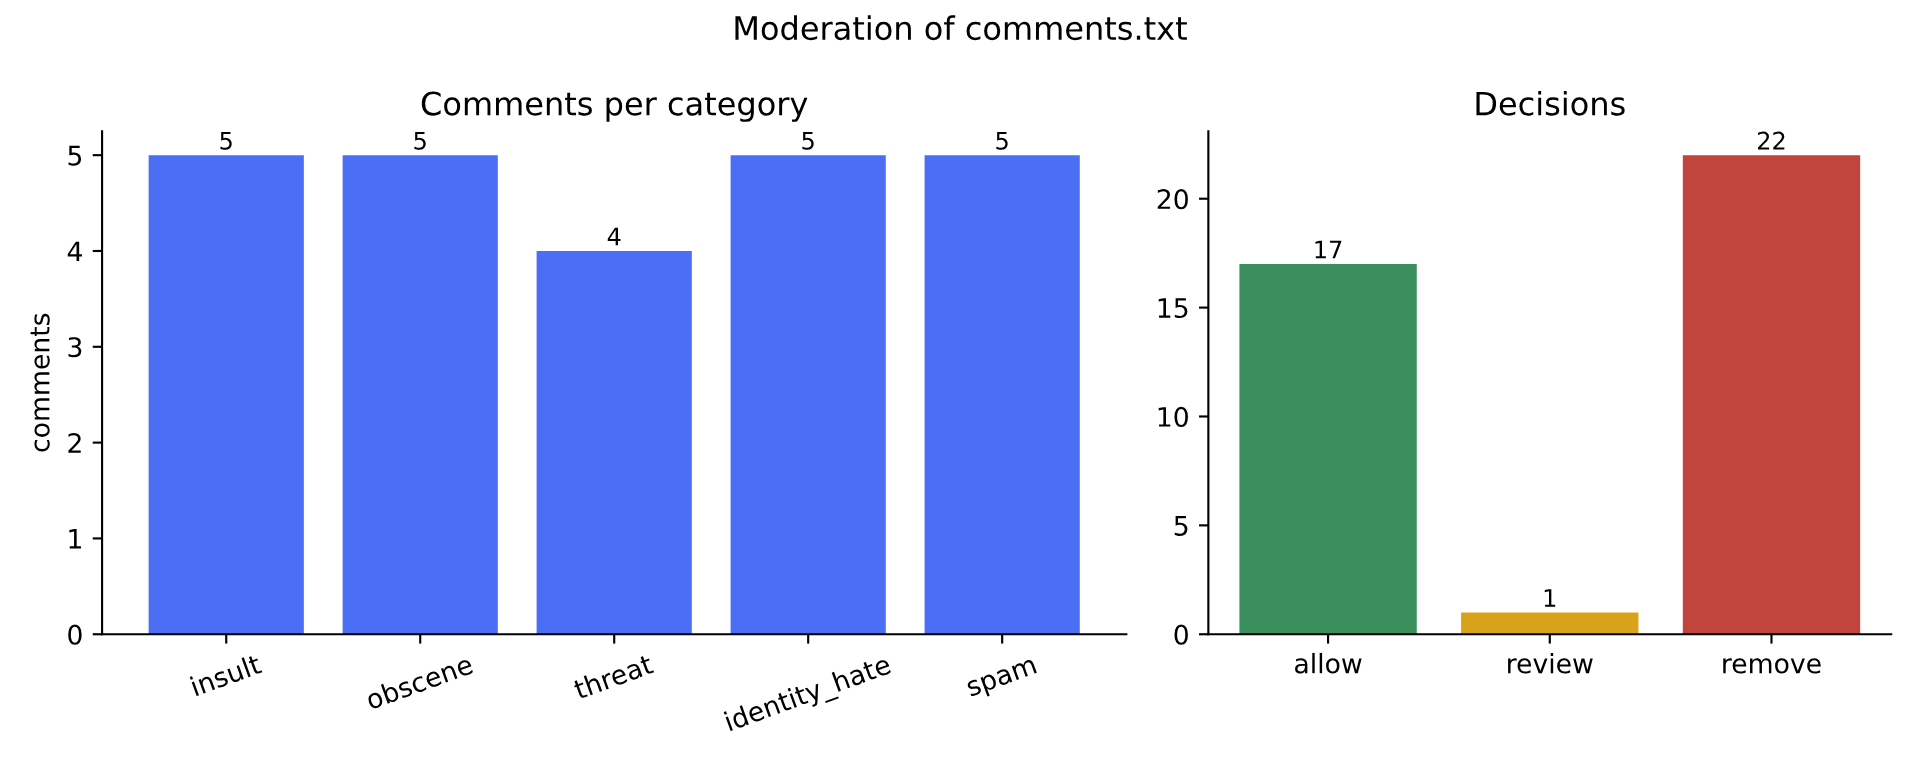 Moderation of comments.txt
Comments per category
comments
5
4
3
2
1
0
5
5
4
5
5
insult
obscene
threat
identity_hate
spam
Decisions
20
15
10
5
0
17
1
22
allow
review
remove